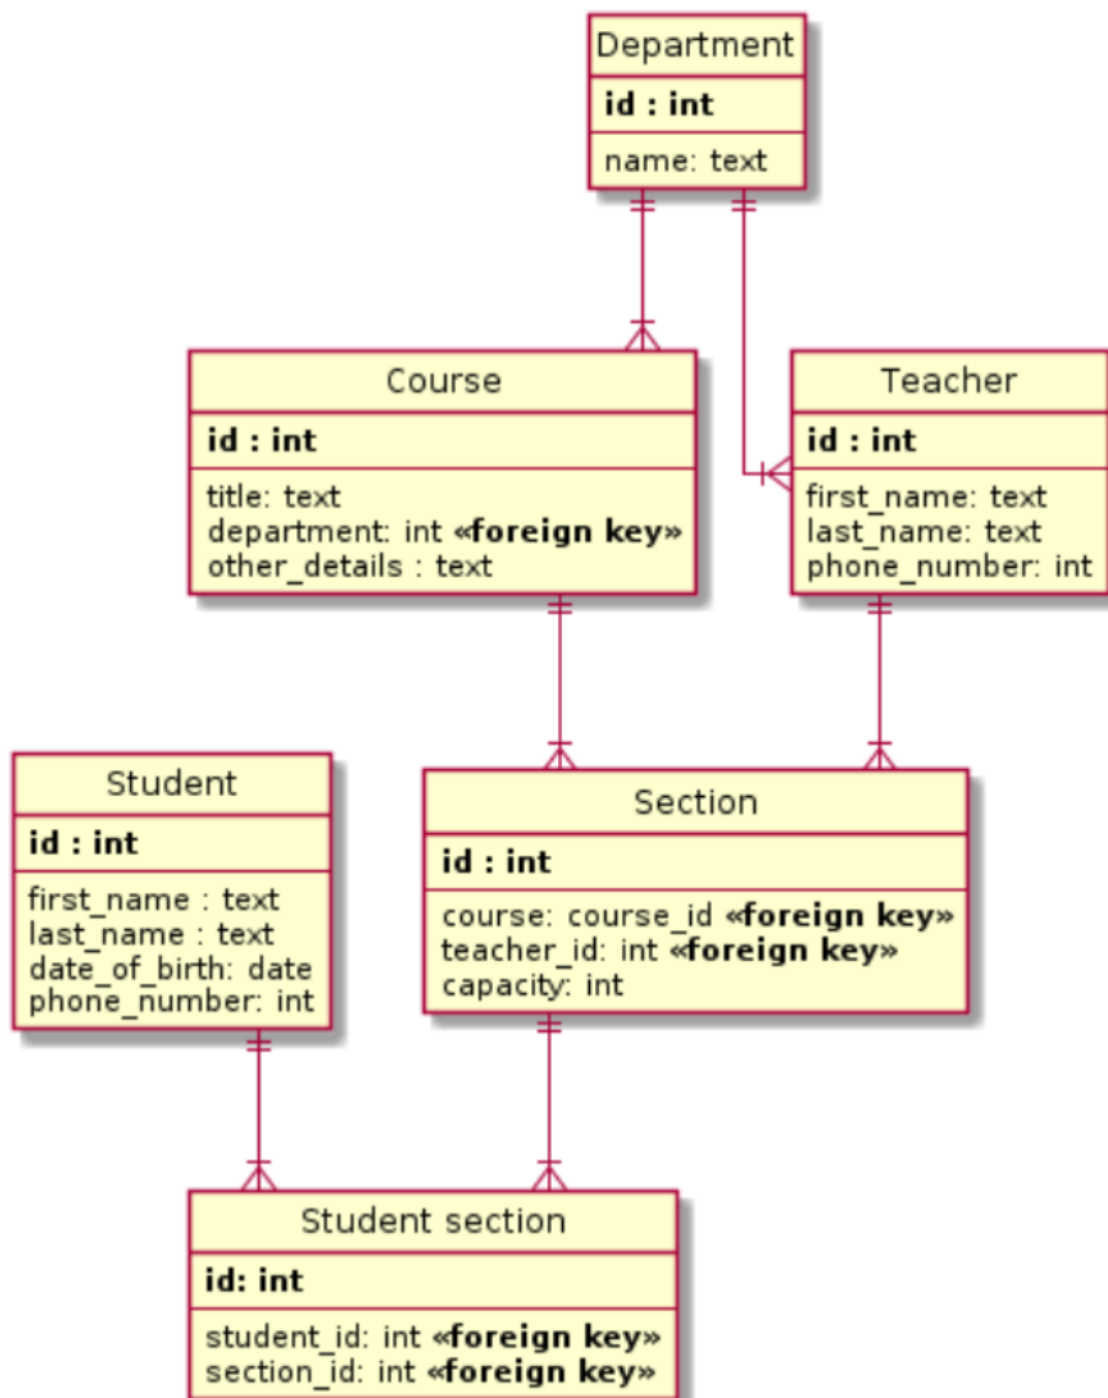 Department
id : int
name: text
Course
id : int
title: text
department: int «foreign key»
other_details : text
Teacher
id : int
first_name: text
last_name: text
phone_number: int
Student
id : int
first_name : text
last_name : text
date_of_birth: date
phone_number: int
Section
id : int
course: course_id «foreign key»
teacher_id: int «foreign key»
capacity: int
Student section
id: int
student_id: int «foreign key»
section_id: int «foreign key»